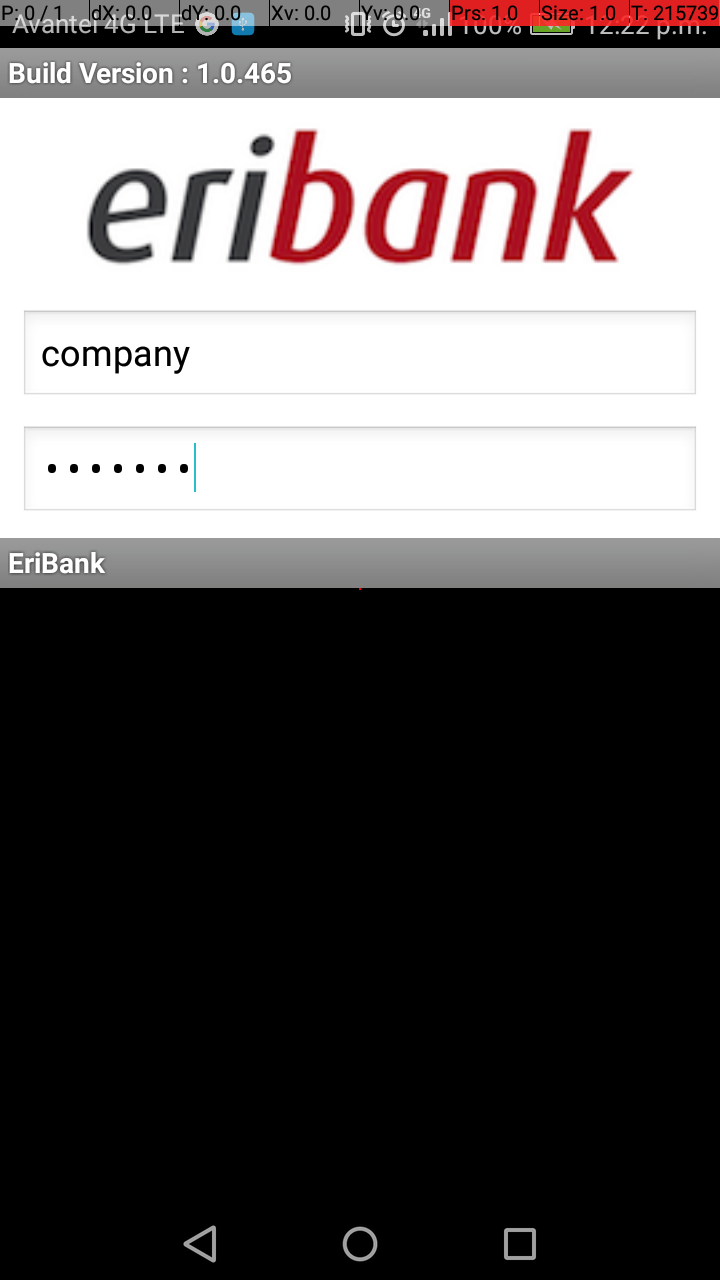 P: 0 / 1 dX: 0.0 dY: 0.0 Xv: 0.0 Yv: 0.0 Prs: 1.0 Size: 1.0 T: 215739
Avantel 4G LTE 4G 100% 12:22 p.m.
Build Version : 1.0.465
eribank
company
•••••••
EriBank